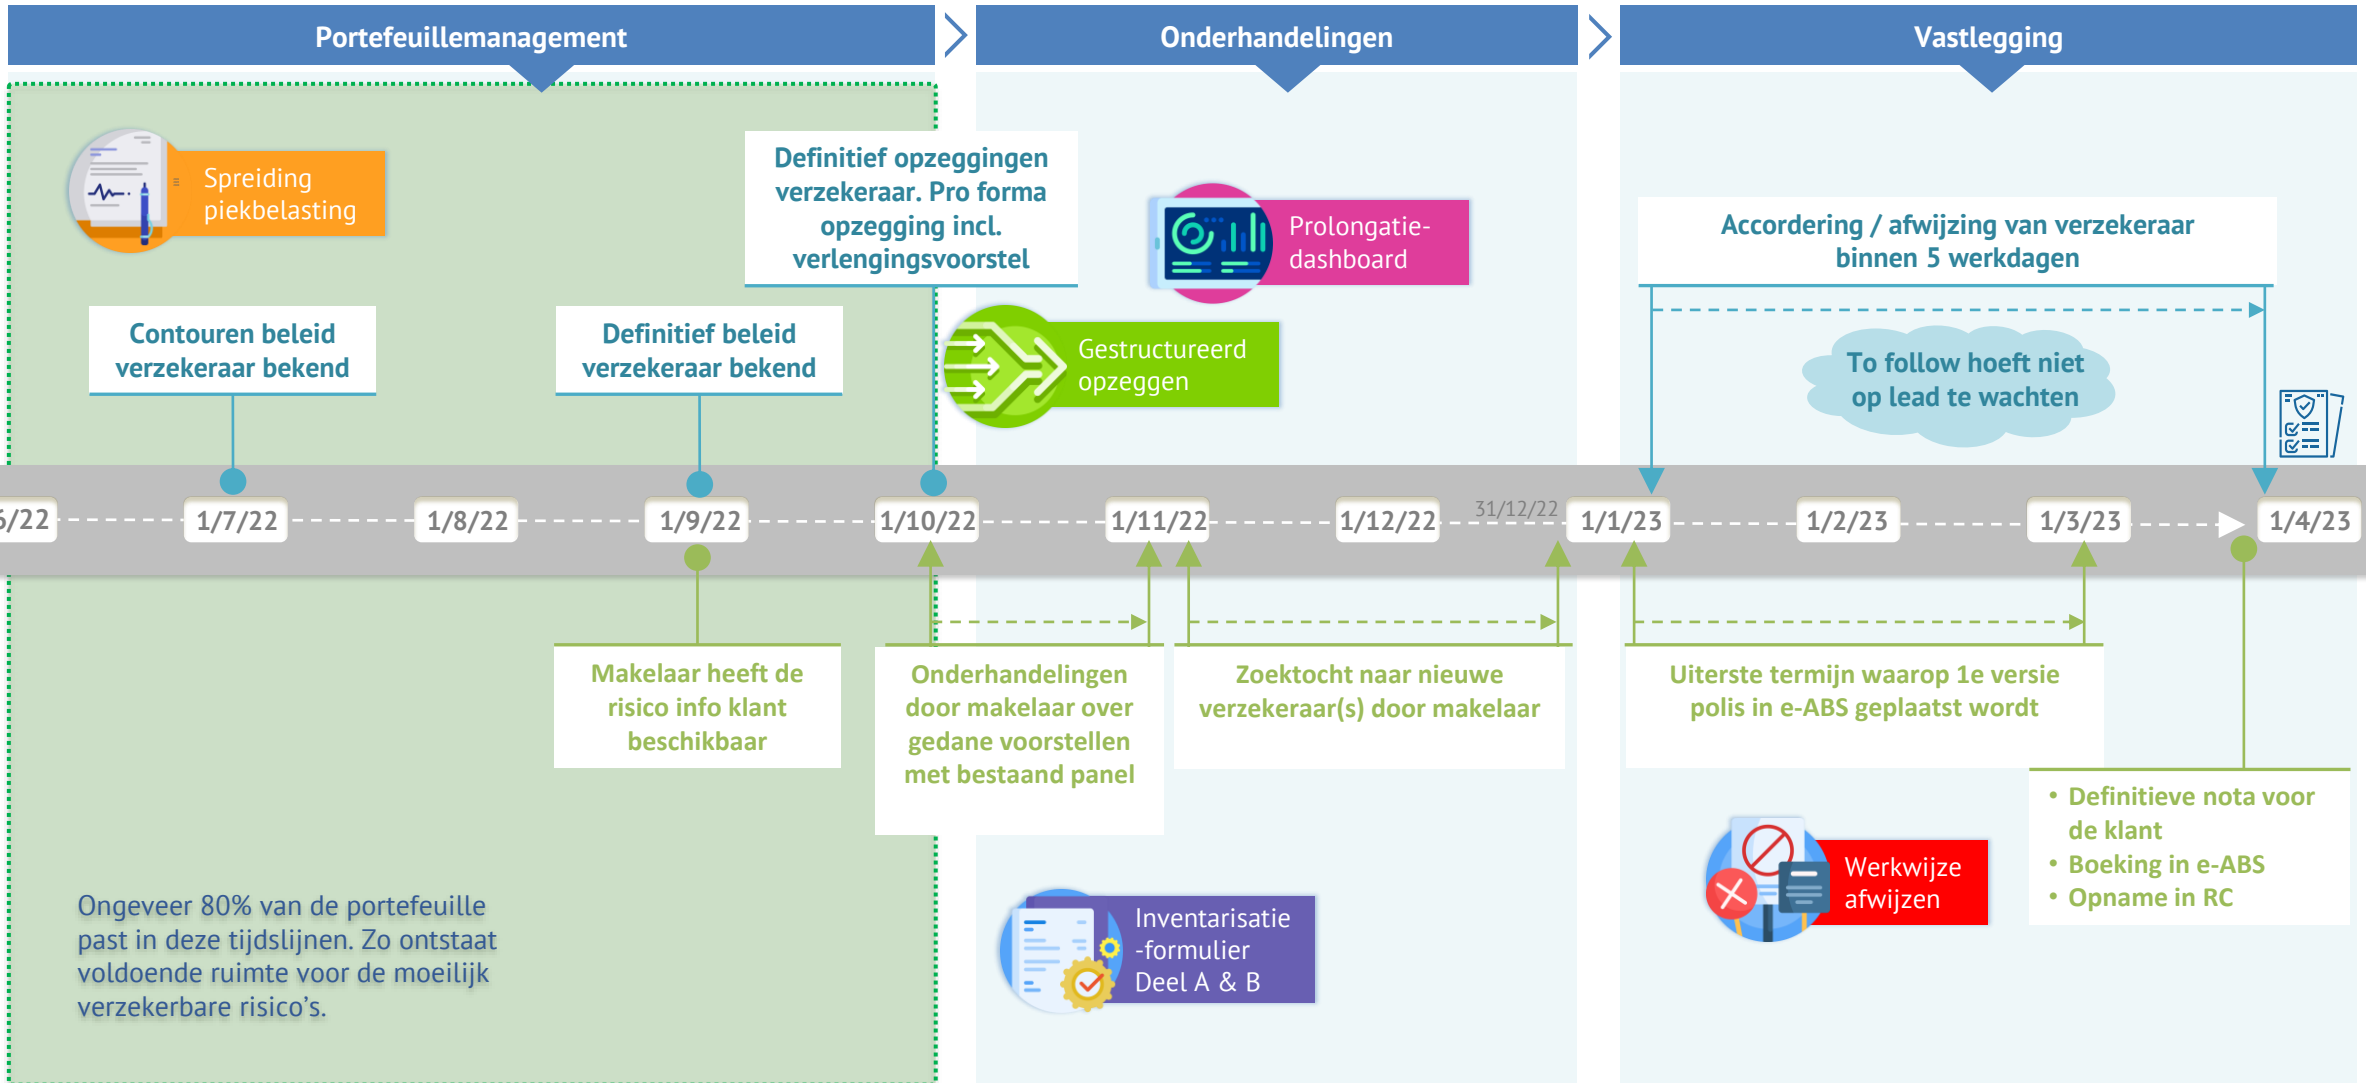 Portefeuillemanagement
Onderhandelingen
Vastlegging
Spreiding
piekbelasting
Definitief opzeggingen
verzekeraar. Pro forma
opzegging incl.
verlengingsvoorstel
Prolongatie-
dashboard
Accordering / afwijzing van verzekeraar
binnen 5 werkdagen
Contouren beleid
verzekeraar bekend
Definitief beleid
verzekeraar bekend
Gestructureerd
opzeggen
To follow hoeft niet
op lead te wachten
6/22
1/7/22
1/8/22
1/9/22
1/10/22
1/11/22
1/12/22
31/12/22
1/1/23
1/2/23
1/3/23
1/4/23
Makelaar heeft de
risico info klant
beschikbaar
Onderhandelingen
door makelaar over
gedane voorstellen
met bestaand panel
Zoektocht naar nieuwe
verzekeraar(s) door makelaar
Uiterste termijn waarop 1e versie
polis in e-ABS geplaatst wordt
• Definitieve nota voor
de klant
• Boeking in e-ABS
• Opname in RC
Ongeveer 80% van de portefeuille
past in deze tijdslijnen. Zo ontstaat
voldoende ruimte voor de moeilijk
verzekerbare risico’s.
Inventarisatie
-formulier
Deel A & B
Werkwijze
afwijzen